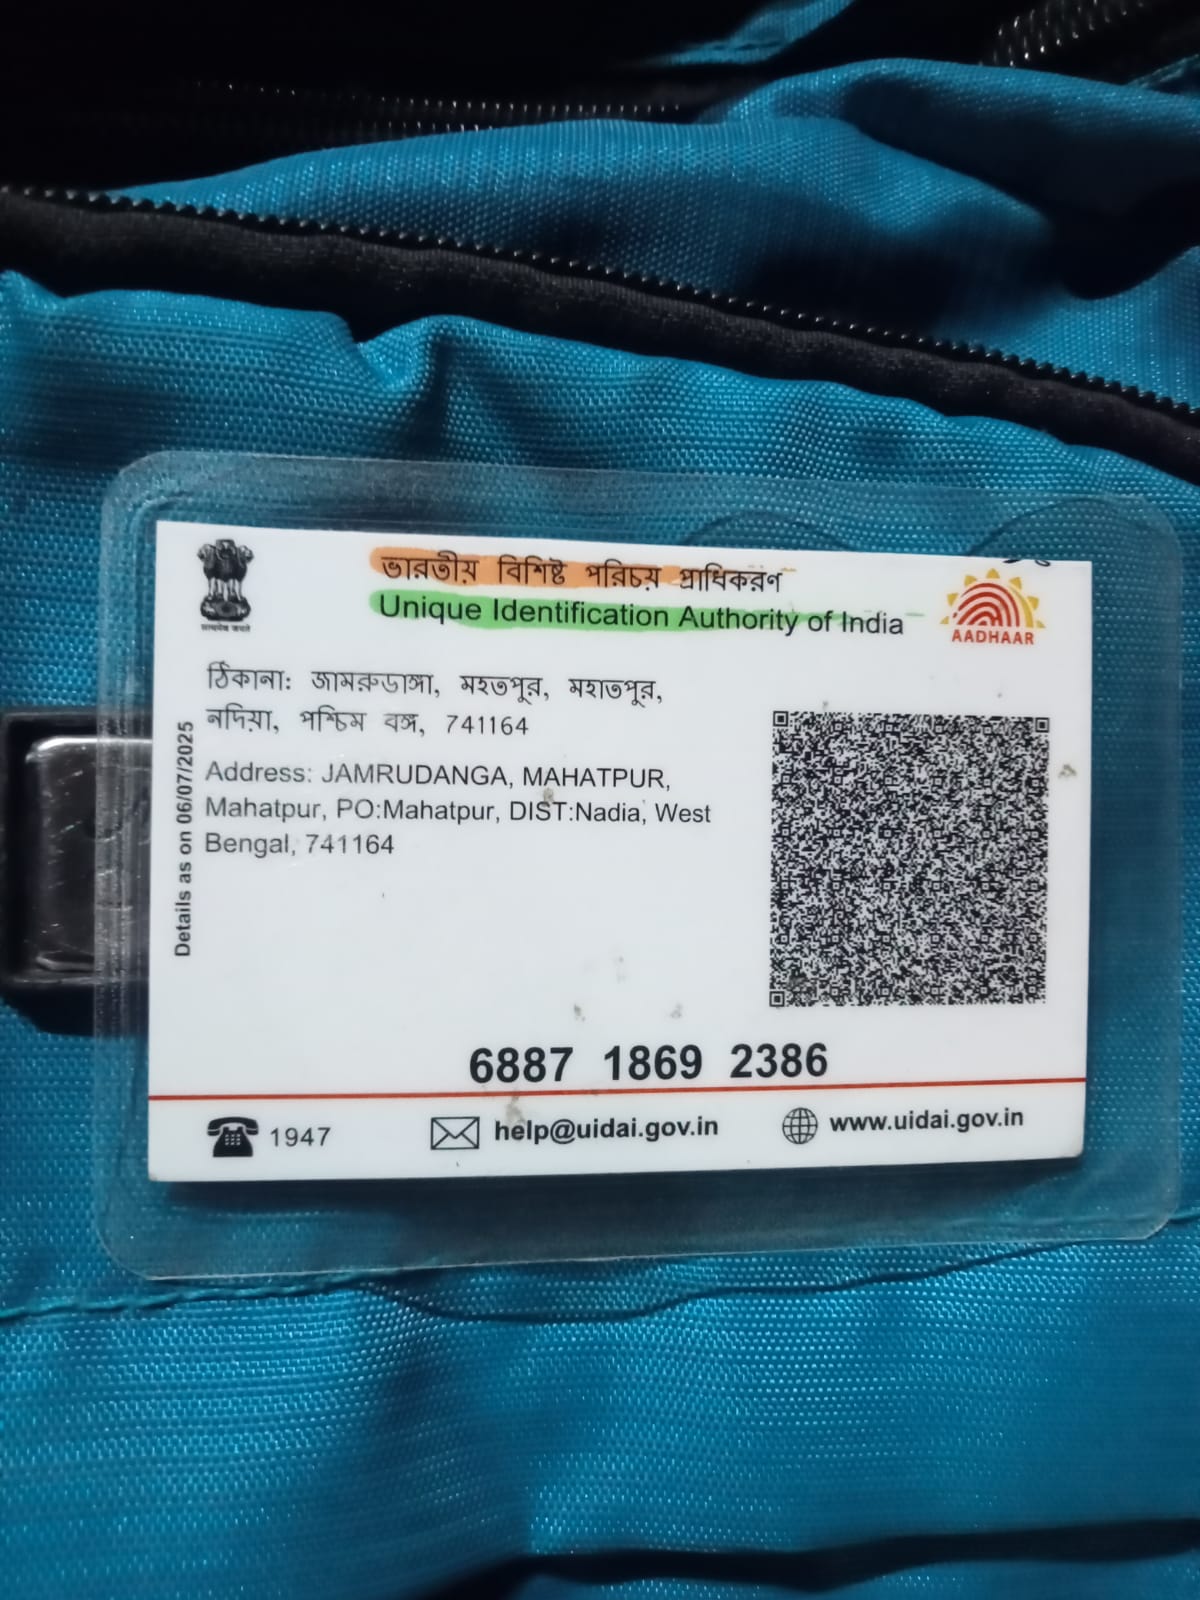 ভারতীয় বিশিষ্ট পরিচয় প্রাধিকরণ
Unique Identification Authority of India
AADHAAR
ঠিকানা: জামরুডাঙ্গা, মহতপুর, মহাতপুর,
নদিয়া, পশ্চিম বঙ্গ, 741164
Address: JAMRUDANGA, MAHATPUR,
Mahatpur, PO:Mahatpur, DIST:Nadia, West
Bengal, 741164
Details as on 06/07/2025
6887 1869 2386
1947
help@uidai.gov.in
www.uidai.gov.in